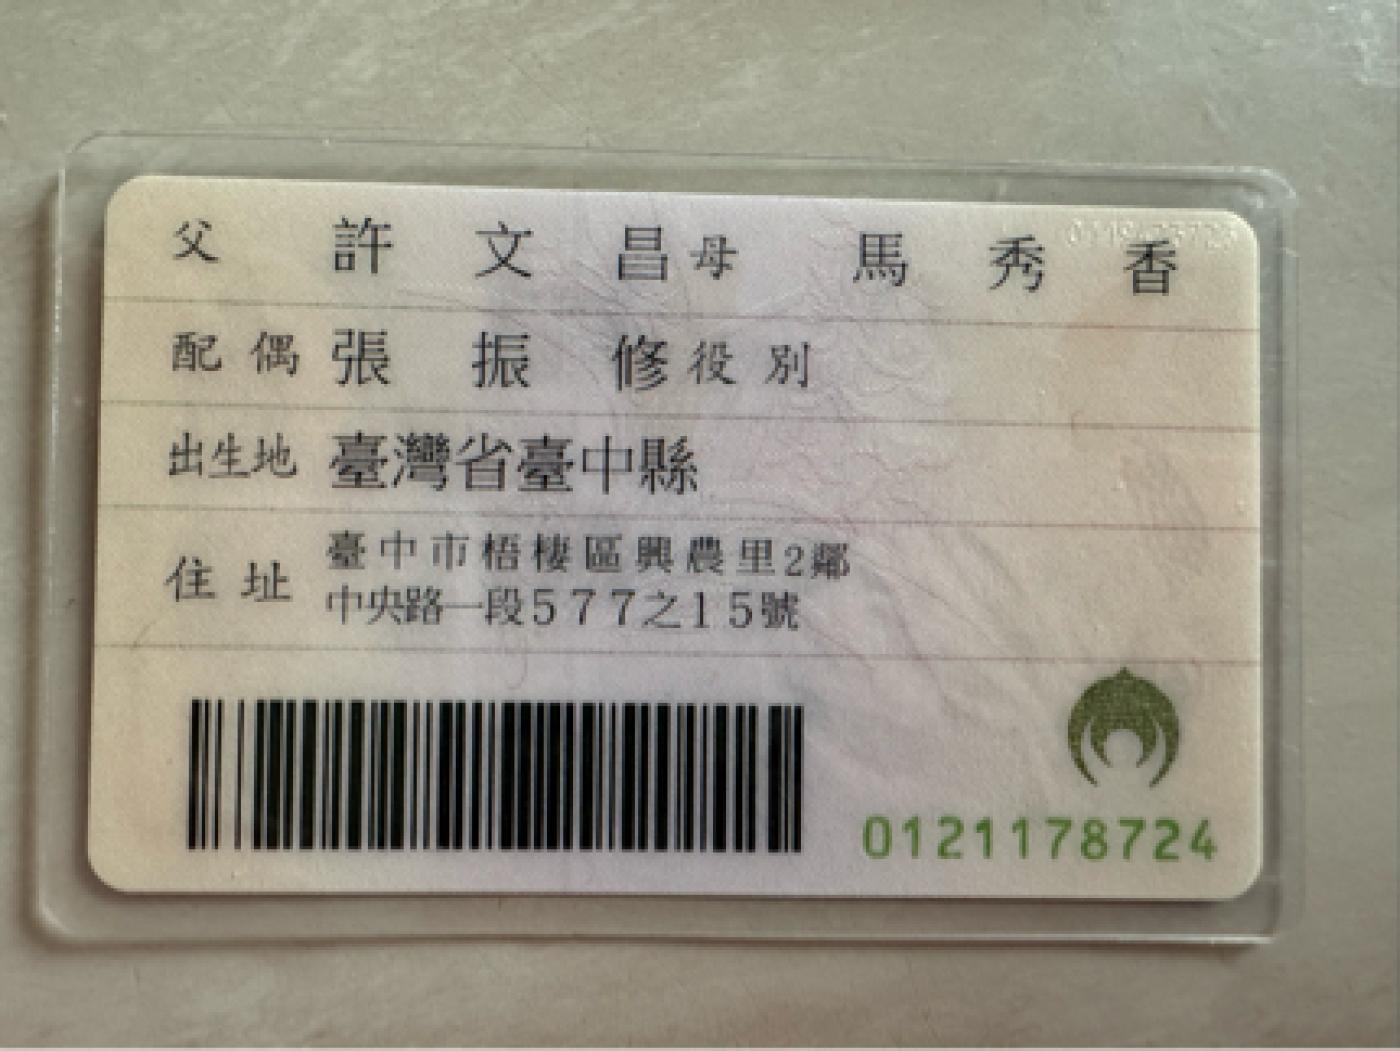 父 許文昌 母 馬秀香
配偶 張振修 役別
出生地 臺灣省臺中縣
住址 臺中市梧棲區興農里2鄰
中央路一段577之15號
0121178724